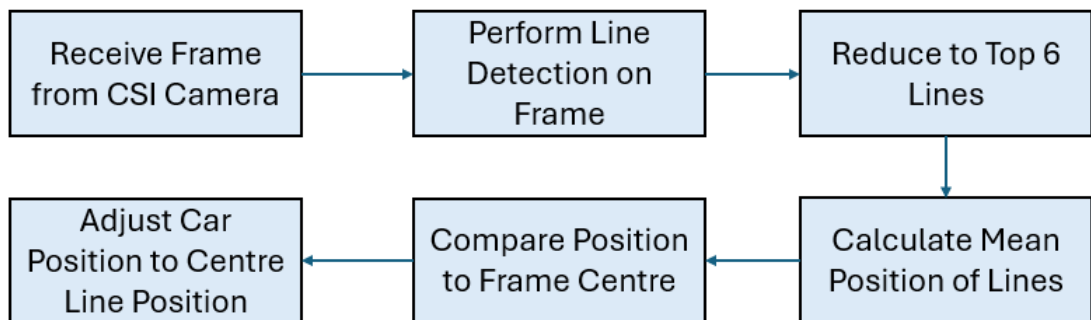 Receive Frame
from CSI Camera
Perform Line
Detection on
Frame
Reduce to Top 6
Lines
Calculate Mean
Position of Lines
Compare Position
to Frame Centre
Adjust Car
Position to Centre
Line Position